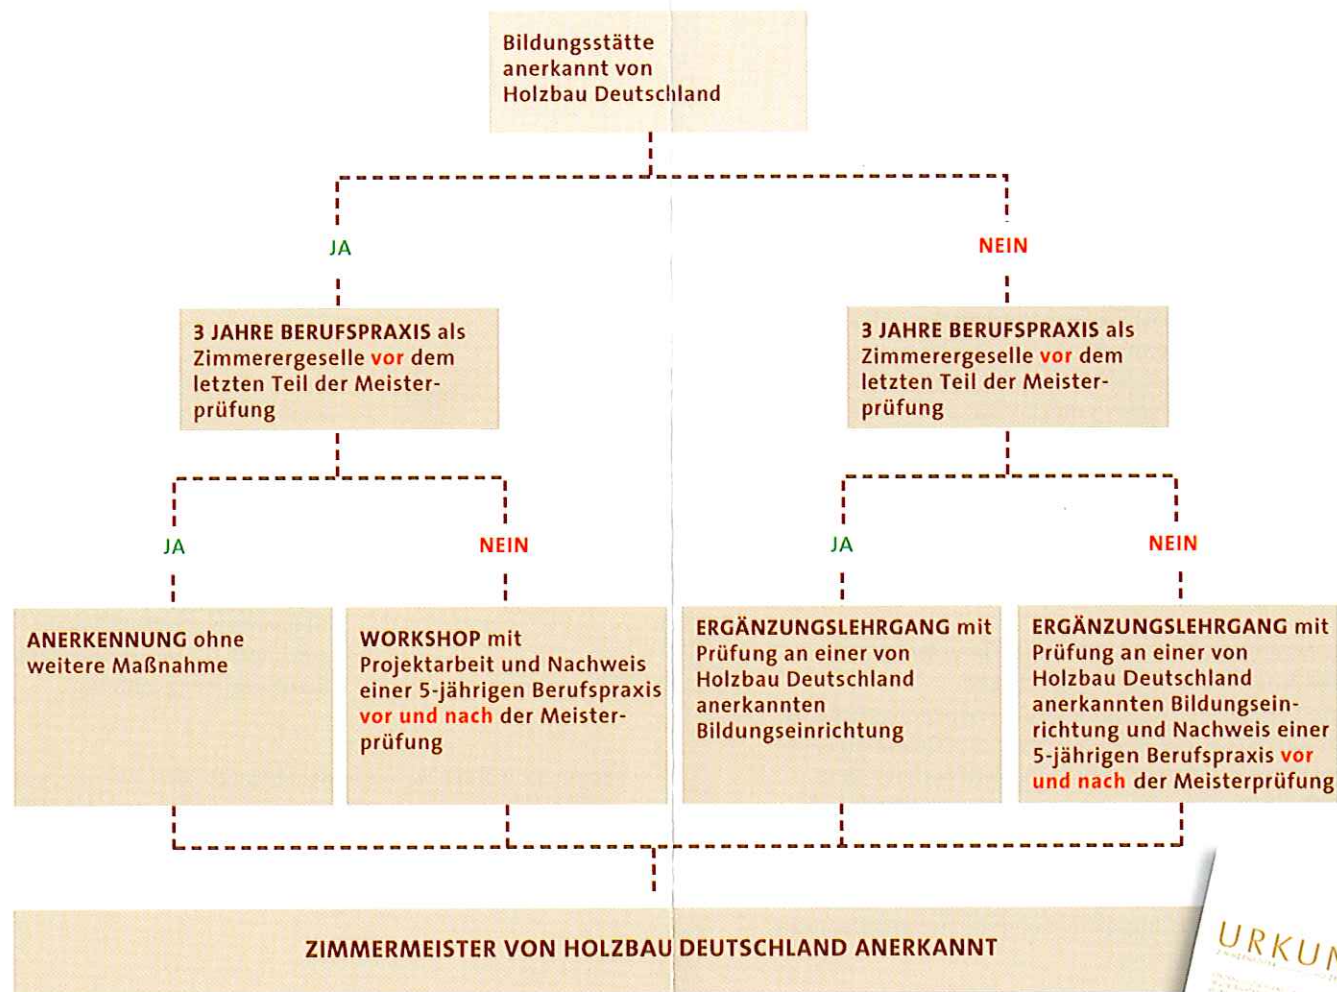 Bildungsstätte
anerkannt von
Holzbau Deutschland
JA
NEIN
3 JAHRE BERUFSPRAXIS als
Zimmerergeselle vor dem
letzten Teil der Meister-
prüfung
3 JAHRE BERUFSPRAXIS als
Zimmerergeselle vor dem
letzten Teil der Meister-
prüfung
JA
NEIN
JA
NEIN
ANERKENNUNG ohne
weitere Maßnahme
WORKSHOP mit
Projektarbeit und Nachweis
einer 5-jährigen Berufspraxis
vor und nach der Meister-
prüfung
ERGÄNZUNGSLEHRGANG mit
Prüfung an einer von
Holzbau Deutschland
anerkannten
Bildungseinrichtung
ERGÄNZUNGSLEHRGANG mit
Prüfung an einer von
Holzbau Deutschland
anerkannten Bildungsein-
richtung und Nachweis einer
5-jährigen Berufspraxis vor
und nach der Meisterprüfung
ZIMMERMEISTER VON HOLZBAU DEUTSCHLAND ANERKANNT
URKUN